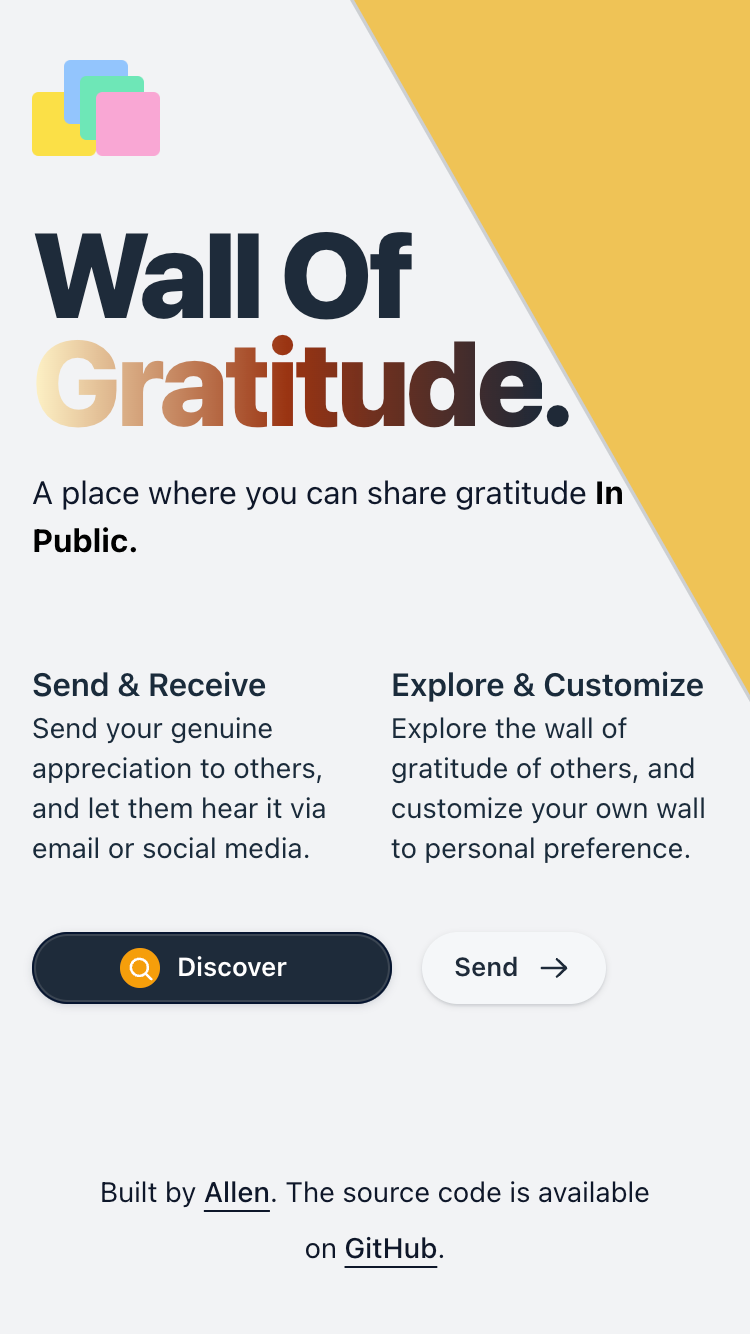 Wall Of
Gratitude.
A place where you can share gratitude In
Public.
Send & Receive
Send your genuine
appreciation to others,
and let them hear it via
email or social media.
Explore & Customize
Explore the wall of
gratitude of others, and
customize your own wall
to personal preference.
Discover
Send
Built by Allen. The source code is available
on GitHub.